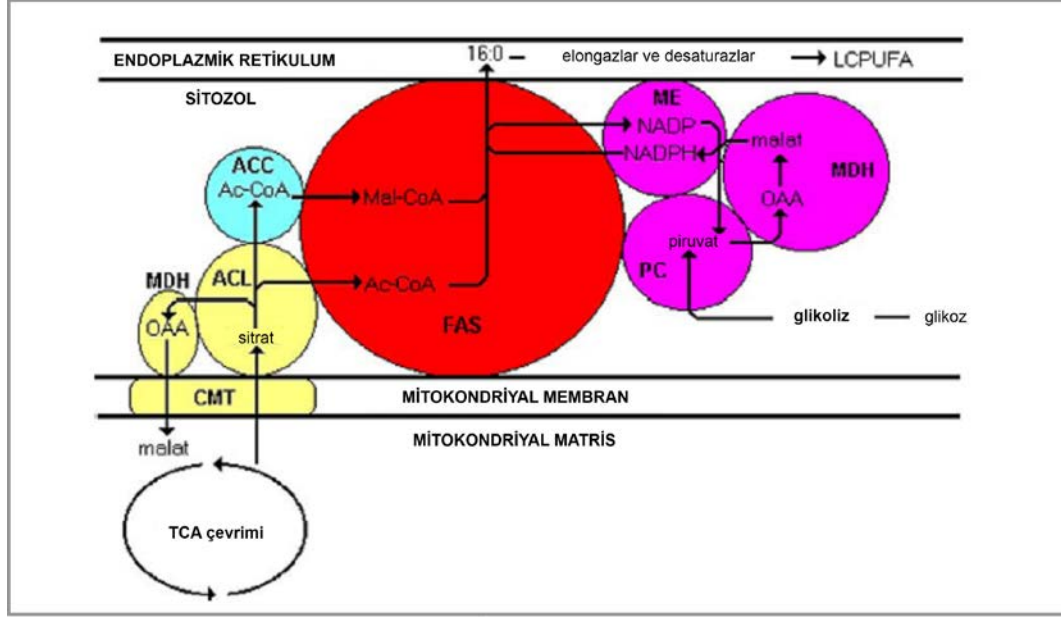 ENDOPLAZMİK RETİKULUM
16:0
elongazlar ve desaturazlar
LCPUFA
SİTOZOL
ME
NADP
NADPH
malat
MDH
OAA
ACC
Ac-CoA
Mal-CoA
piruvat
PC
MDH
ACL
Ac-CoA
OAA
sitrat
FAS
glikoliz
glikoz
CMT
MİTOKONDRİYAL MEMBRAN
MİTOKONDRİYAL MATRİS
malat
TCA çevrimi